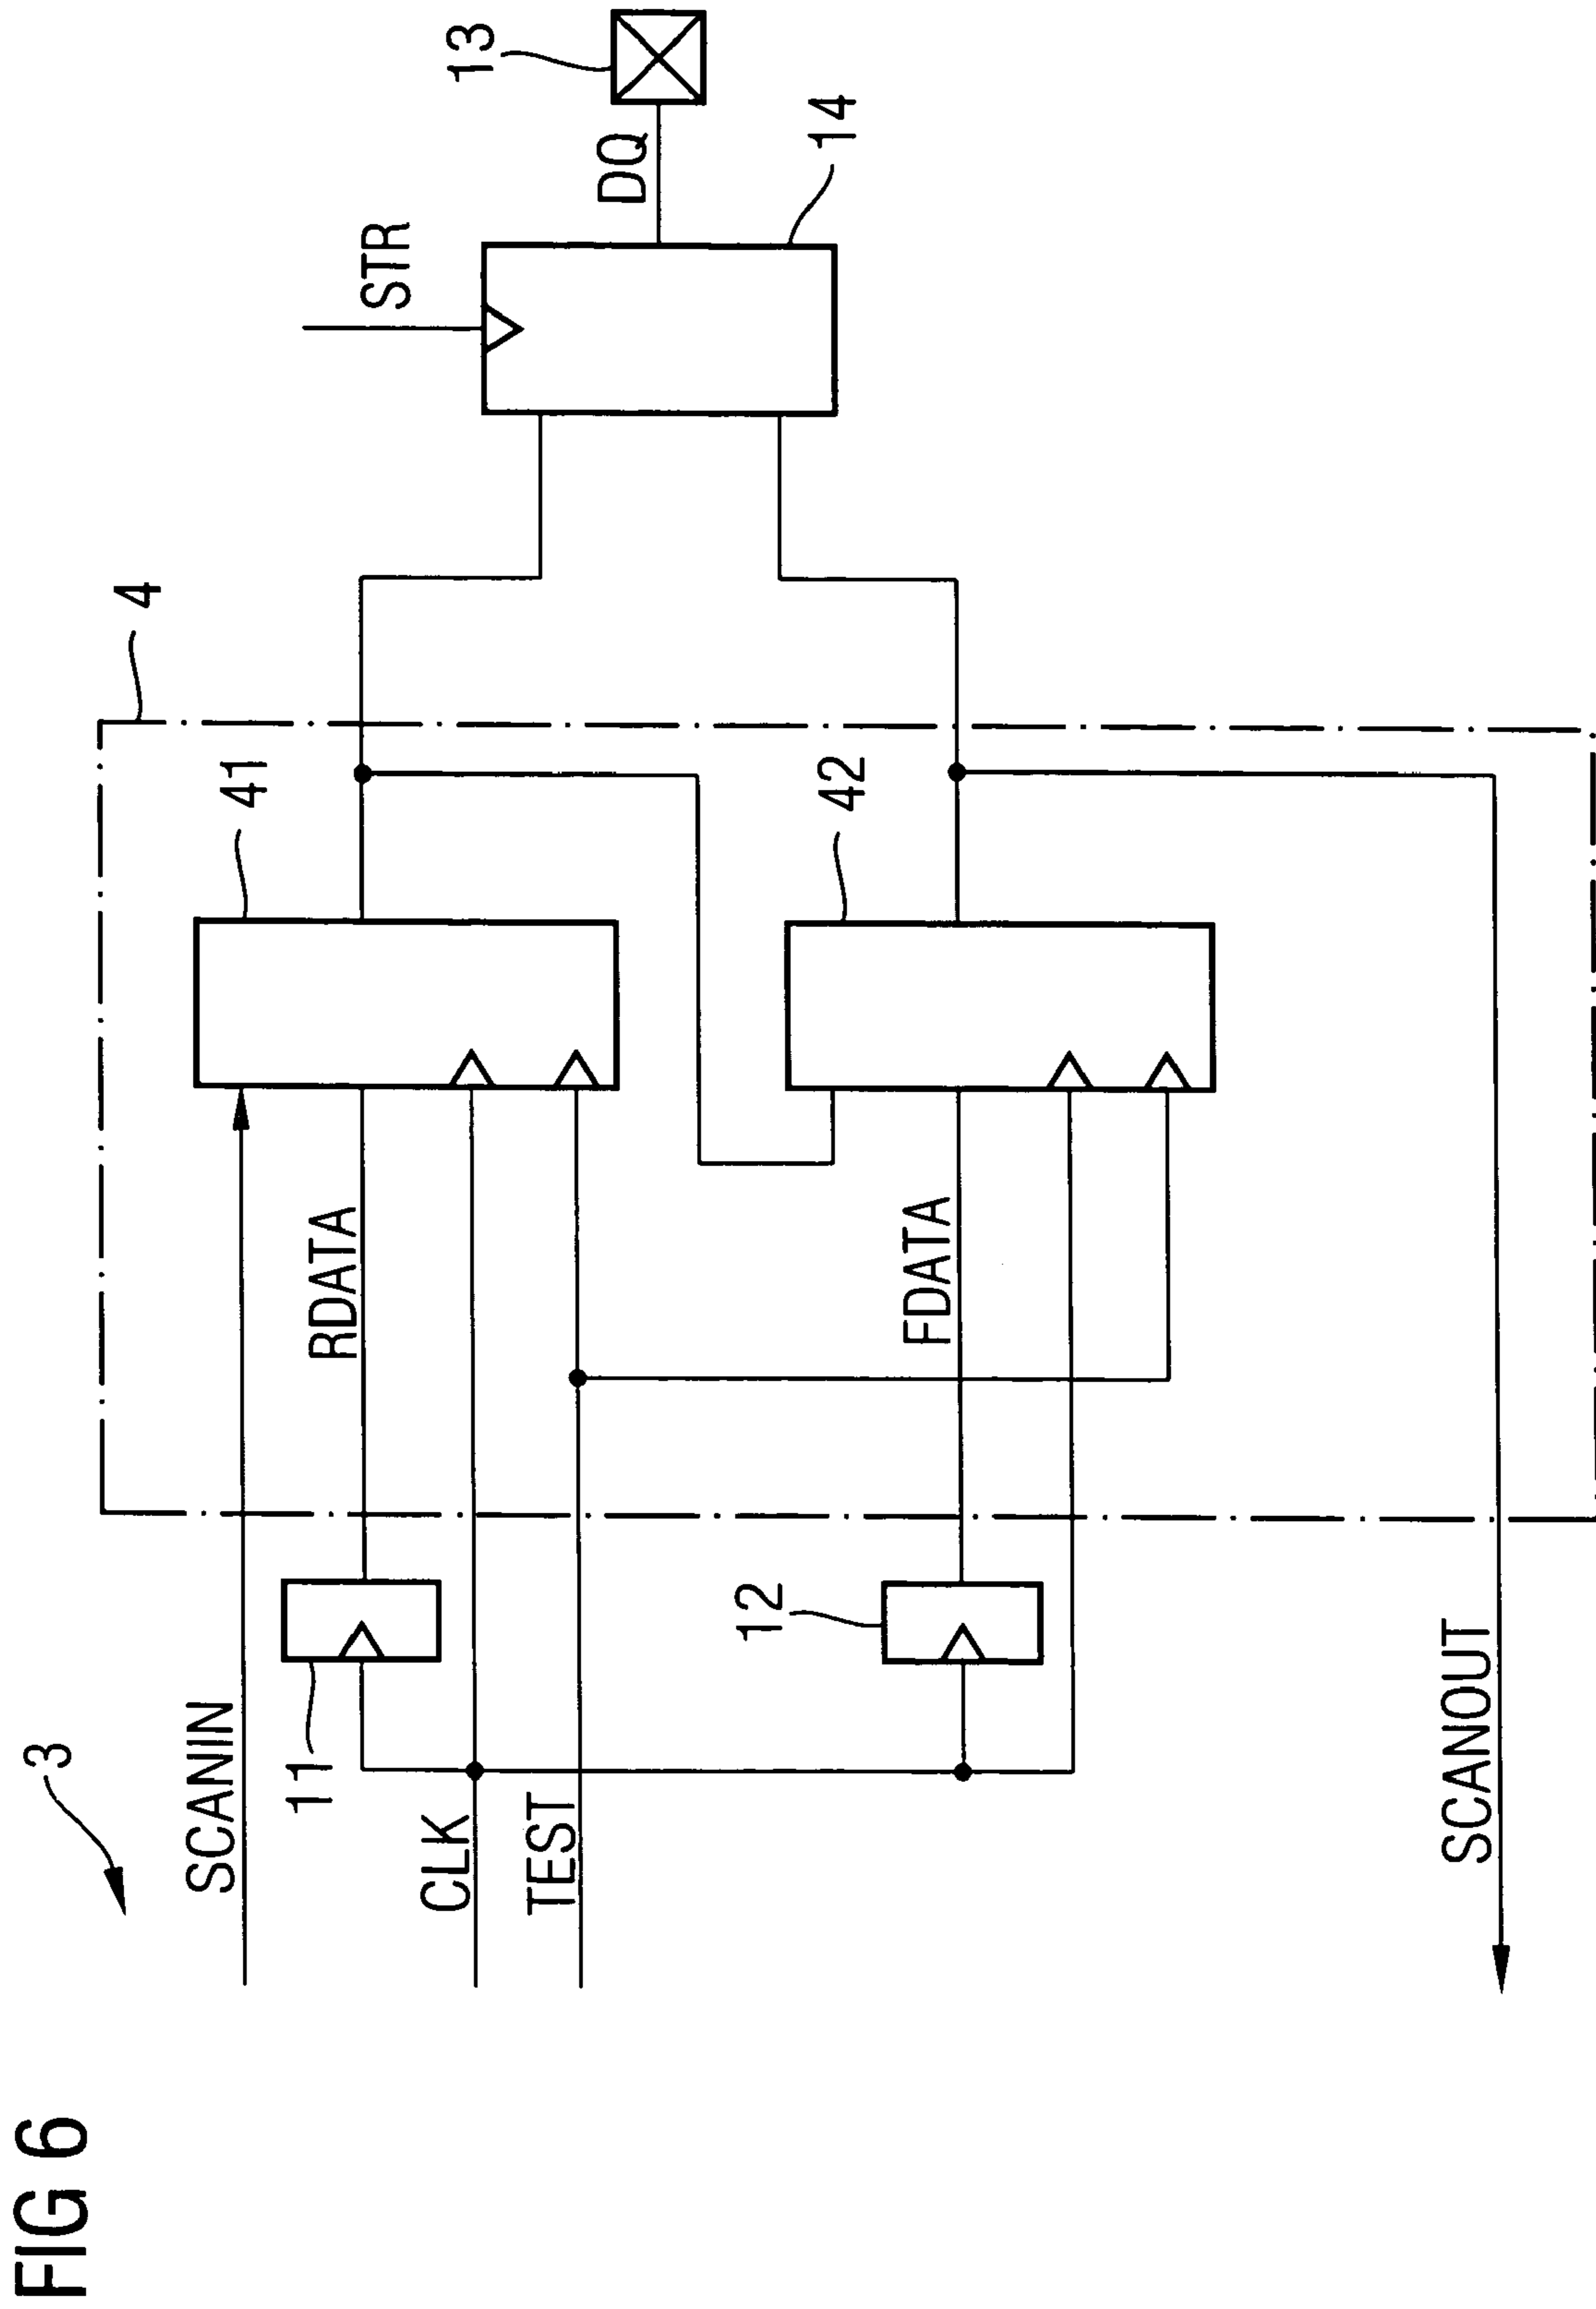 FIG 6
3
SCANIN
11
CLK
TEST
12
SCANOUT
RDATA
FDATA
41
42
4
STR
14
DQ
13